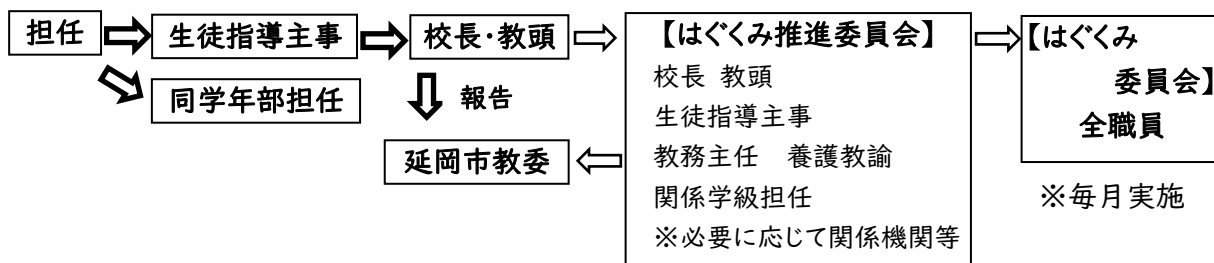 担任
生徒指導主事
校長・教頭
同学年部担任
報告
延岡市教委
【はぐくみ推進委員会】
校長 教頭
生徒指導主事
教務主任 養護教諭
関係学級担任
※必要に応じて関係機関等
【はぐくみ
委員会】
全職員
※毎月実施